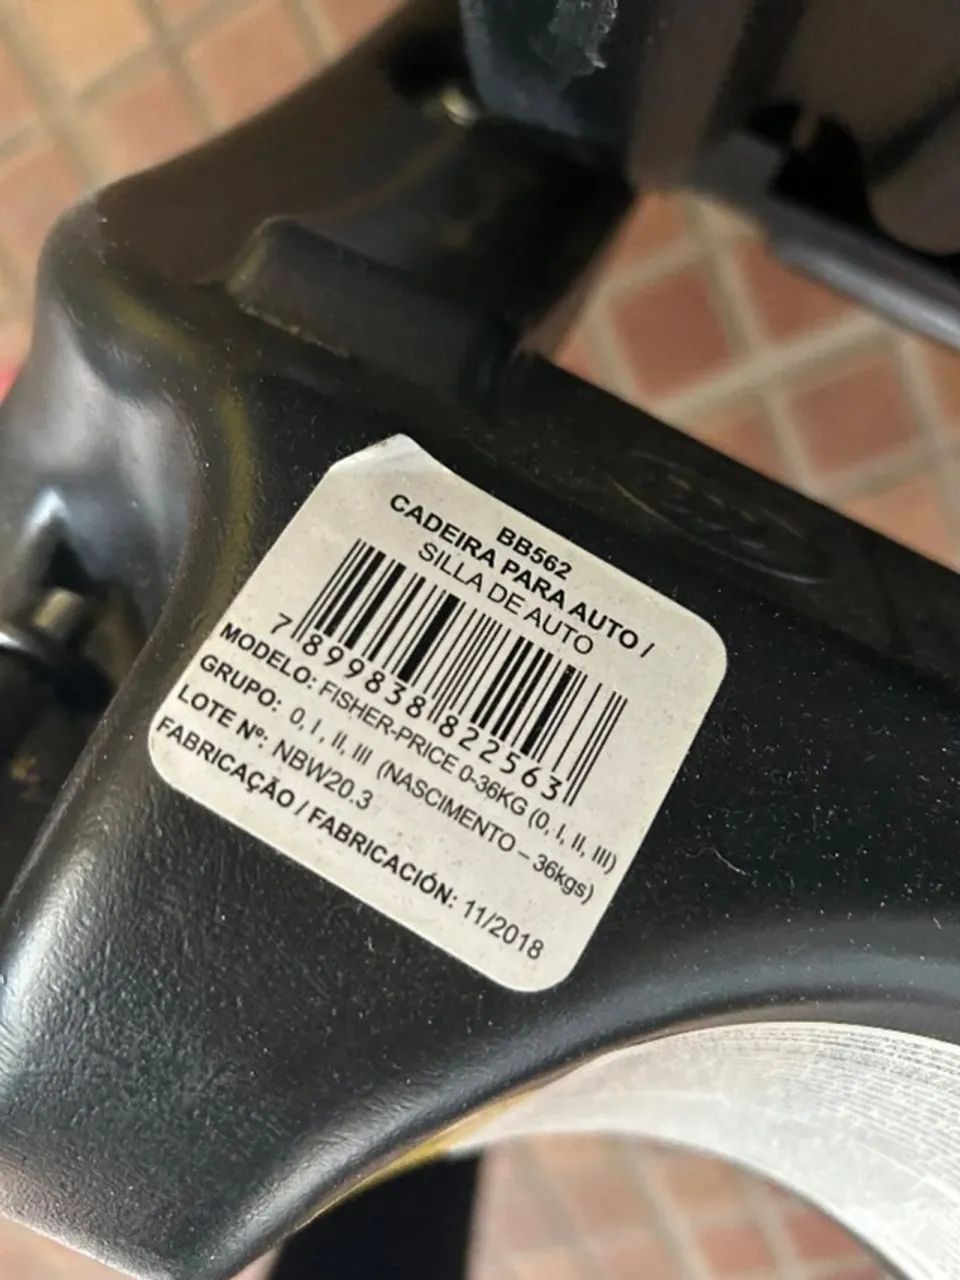 BB562
CADEIRA PARA AUTO /
SILLA DE AUTO
7 899838 822563
MODELO: FISHER-PRICE 0-36KG (0, I, II, III)
GRUPO: 0, I, II, III (NASCIMENTO – 36kgs)
LOTE Nº: NBW20.3
FABRICAÇÃO / FABRICACIÓN: 11/2018